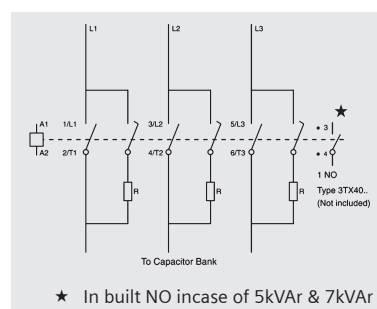 L1 L2 L3
★
A1 1/L1 3/L2 5/L3 * 3
A2 2/T1 4/T2 6/T3 * 4
1 NO
R R R Type 3TX40..
(Not included)
To Capacitor Bank
★ In built NO incase of 5kVAr & 7kVAr